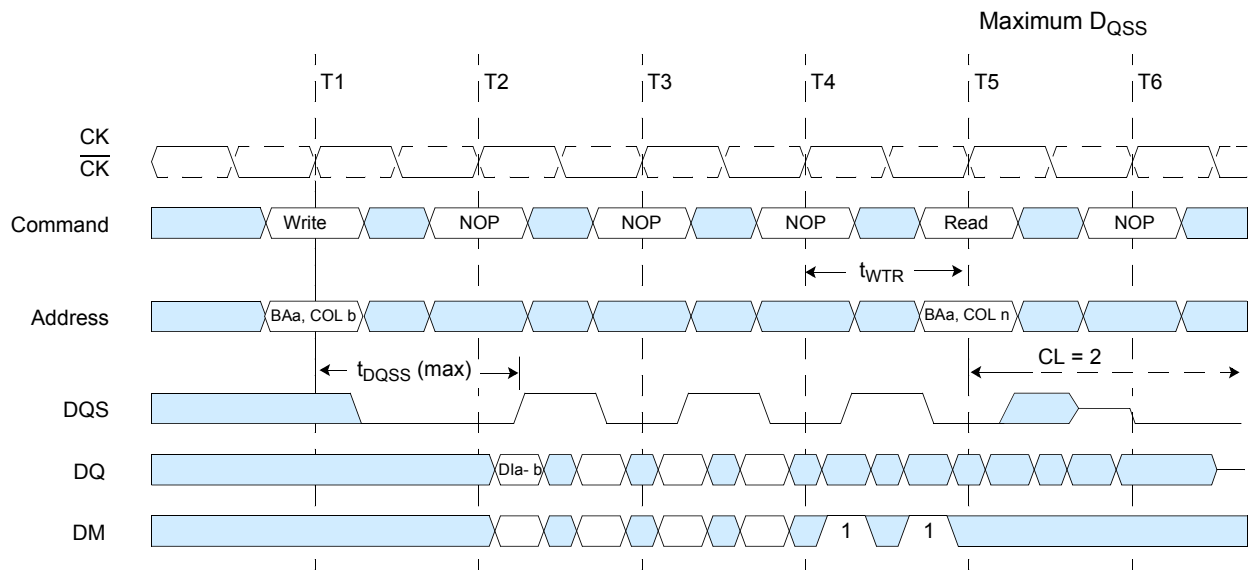 Maximum DQSS
T1 T2 T3 T4 T5 T6
CK
CK
Command Write NOP NOP NOP Read NOP
tWTR
Address BAa, COL b BAa, COL n
tDQSS (max) CL = 2
DQS
DQ DIa- b
DM 1 1